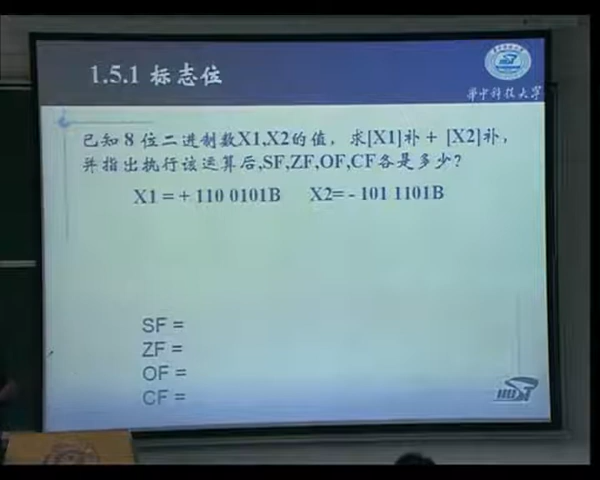 1.5.1 标志位
华中科技大学
已知 8 位二进制数X1,X2的值，求[X1]补 + [X2]补，
并指出执行该运算后,SF,ZF,OF,CF各是多少?
X1 = + 110 0101B X2= - 101 1101B
SF =
ZF =
OF =
CF =